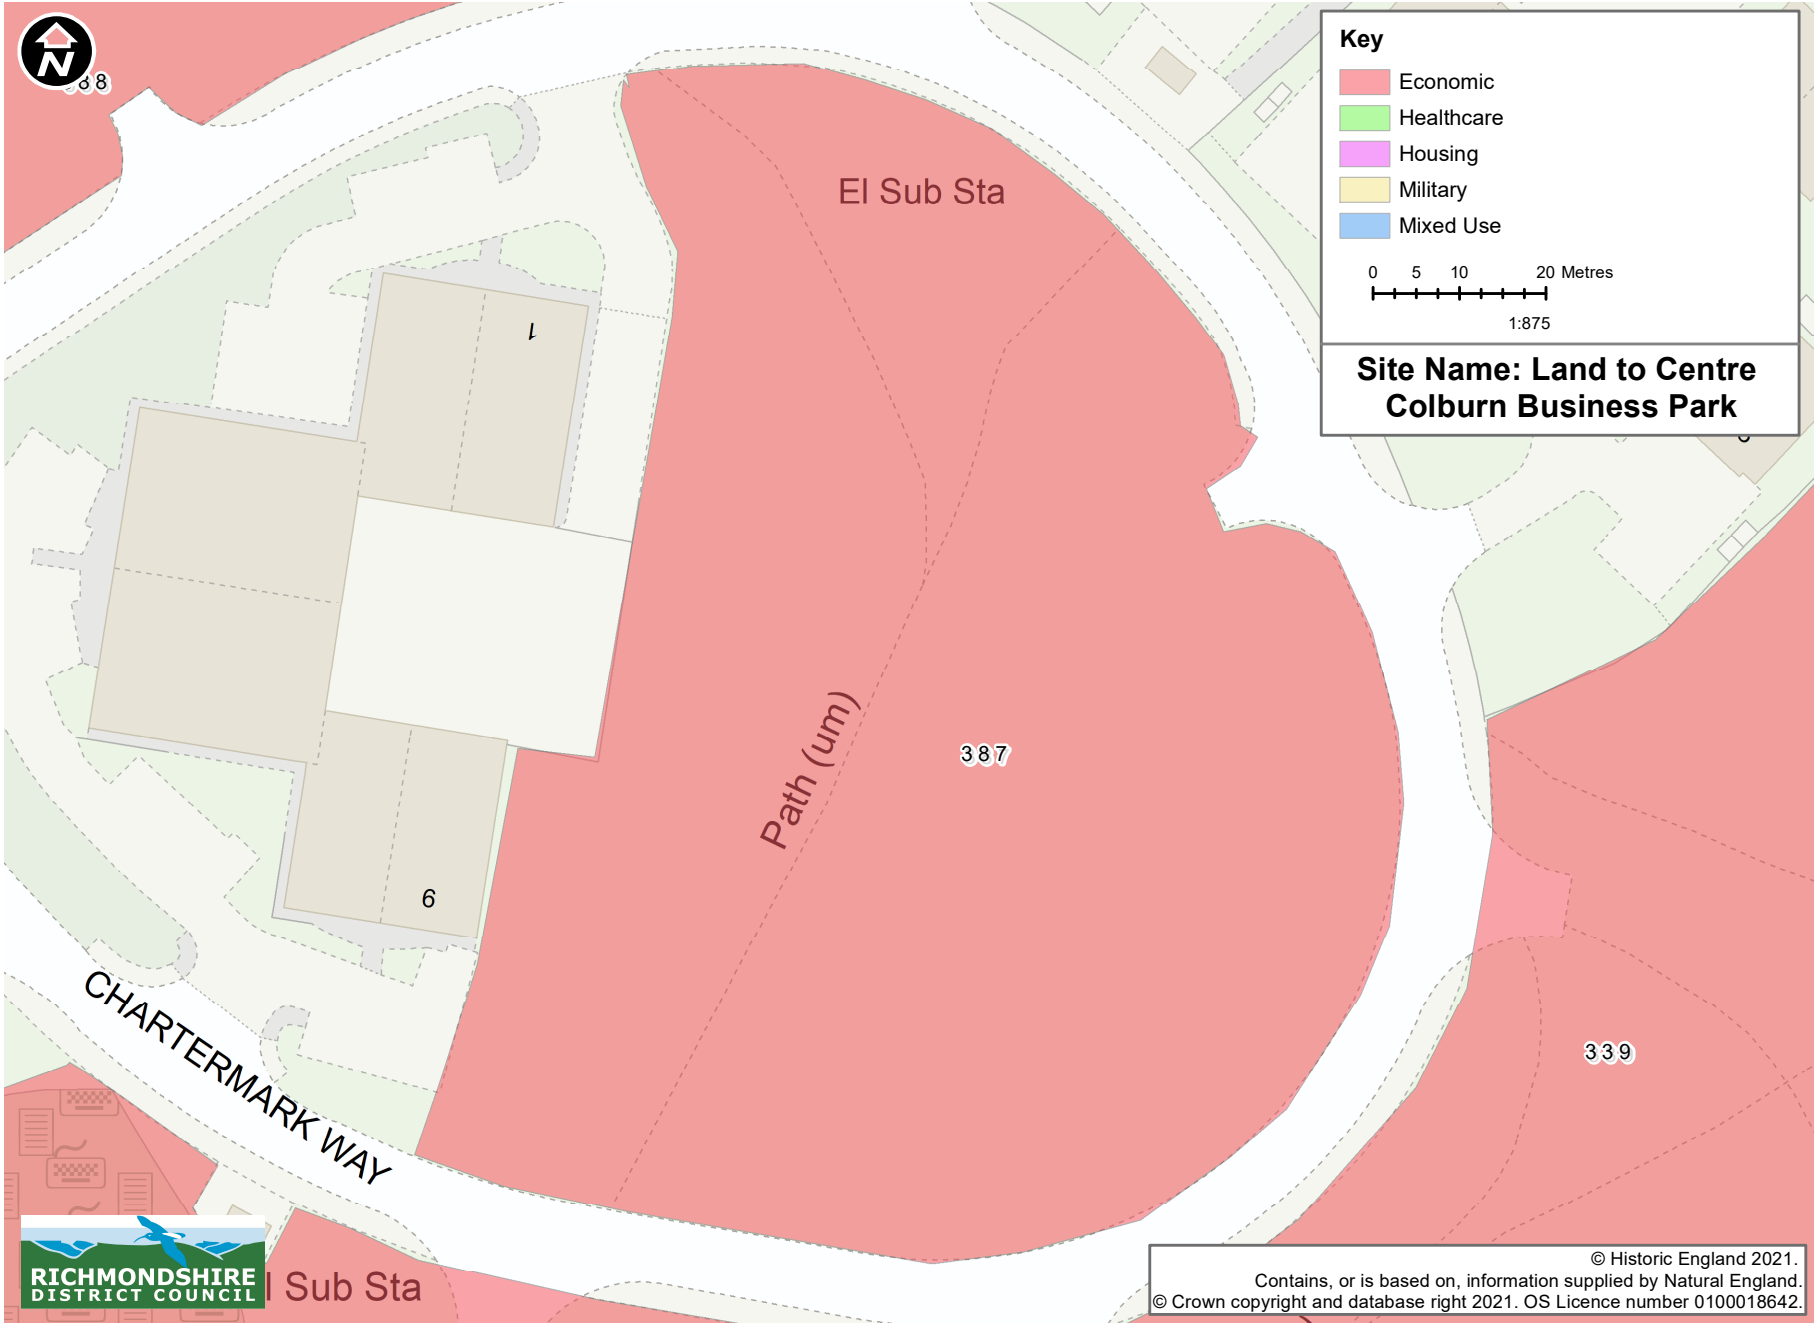 N
388
El Sub Sta
1
Path (um)
387
9
CHARTERMARK WAY
339
l Sub Sta
RICHMONDSHIRE
DISTRICT COUNCIL
Key
Economic
Healthcare
Housing
Military
Mixed Use
0 5 10 20 Metres
1:875
Site Name: Land to Centre
Colburn Business Park
© Historic England 2021.
Contains, or is based on, information supplied by Natural England.
© Crown copyright and database right 2021. OS Licence number 0100018642.